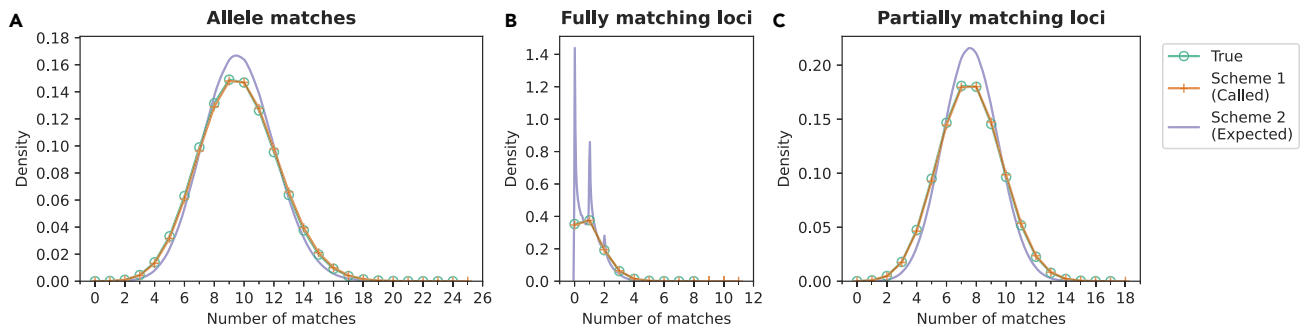 A
Allele matches
0.18
0.16
0.14
0.12
0.10
0.08
0.06
0.04
0.02
0.00
Density
0 2 4 6 8 10 12 14 16 18 20 22 24 26
Number of matches
B
Fully matching loci
1.4
1.2
1.0
0.8
0.6
0.4
0.2
0.0
Density
0 2 4 6 8 10 12
Number of matches
C
Partially matching loci
0.20
0.15
0.10
0.05
0.00
Density
0 2 4 6 8 10 12 14 16 18
Number of matches
True
Scheme 1
(Called)
Scheme 2
(Expected)